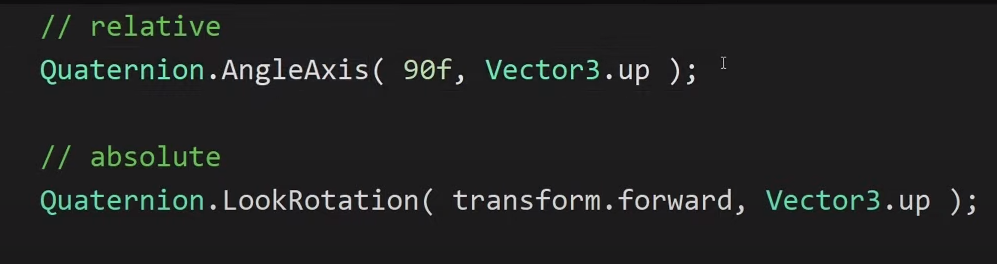 // relative
Quaternion.AngleAxis( 90f, Vector3.up );
// absolute
Quaternion.LookRotation( transform.forward, Vector3.up );